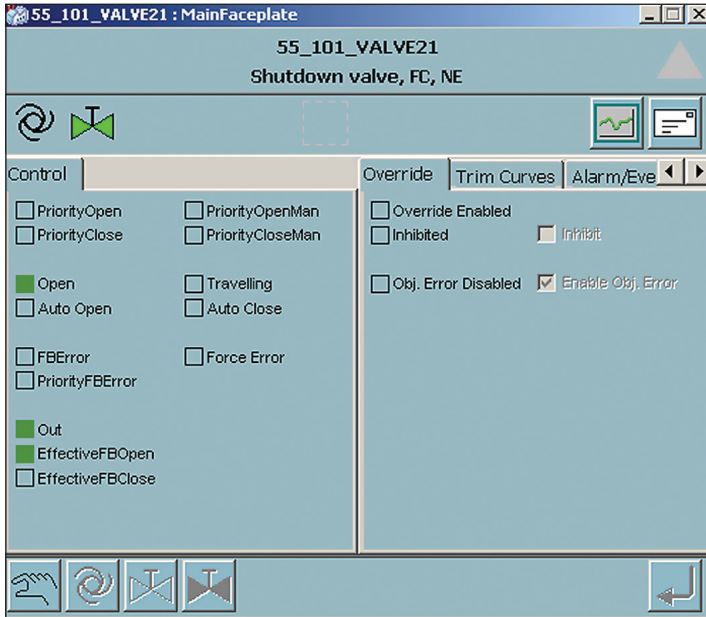 55_101_VALVE21 : MainFaceplate
55_101_VALVE21
Shutdown valve, FC, NE
Control
PriorityOpen PriorityOpenMan
PriorityClose PriorityCloseMan
Open Travelling
Auto Open Auto Close
FBError Force Error
PriorityFBError
Out
EffectiveFBOpen
EffectiveFBClose
Override Trim Curves Alarm/Eve
Override Enabled
Inhibited Inhibit
Obj. Error Disabled Enable Obj. Error